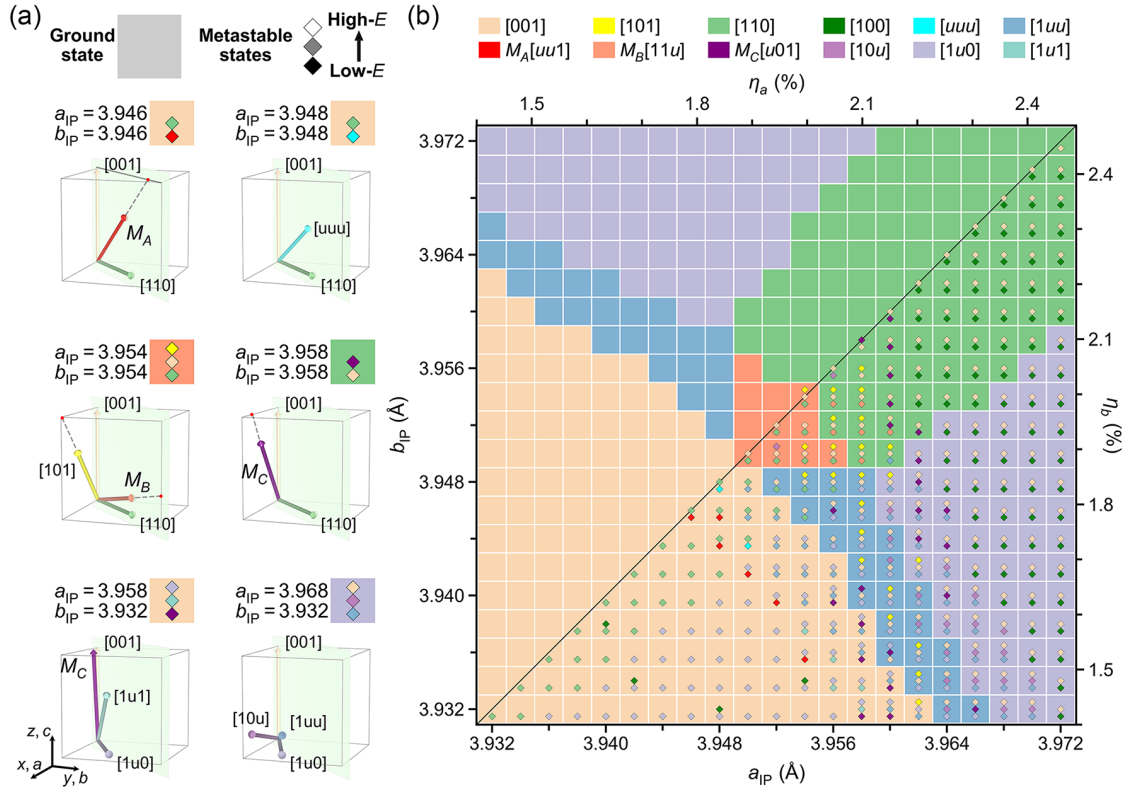 (a)
Ground
state
Metastable
states
High-E
Low-E
a_IP = 3.946
b_IP = 3.946
[001]
M_A
[110]
a_IP = 3.948
b_IP = 3.948
[001]
[uuu]
[110]
a_IP = 3.954
b_IP = 3.954
[001]
[101]
M_B
[110]
a_IP = 3.958
b_IP = 3.958
[001]
M_C
[110]
a_IP = 3.958
b_IP = 3.932
[001]
M_C
[1u1]
[1u0]
a_IP = 3.968
b_IP = 3.932
[001]
[10u]
[1uu]
[1u0]
z, c
x, a
y, b
(b)
[001] [101] [110] [100] [uuu] [1uu]
M_A[uu1] M_B[11u] M_C[u01] [10u] [1u0] [1u1]
η_a (%)
1.5 1.8 2.1 2.4
3.972
3.964
3.956
3.948
3.940
3.932
b_IP (Å)
2.4
2.1
1.8
1.5
η_b (%)
3.932 3.940 3.948 3.956 3.964 3.972
a_IP (Å)